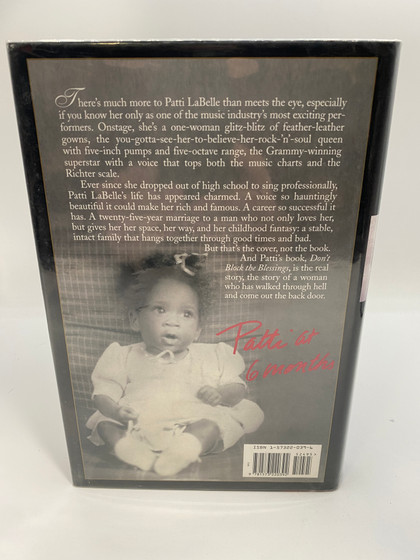 There's much more to Patti LaBelle than meets the eye, especially
if you know her only as one of the music industry's most exciting per-
formers. Onstage, she's a one-woman glitz-blitz of feather-leather
gowns, the you-gotta-see-her-to-believe-her-rock-'n'-soul queen
with five-inch pumps and five-octave range, the Grammy-winning
superstar with a voice that tops both the music charts and the
Richter scale.
Ever since she dropped out of high school to sing professionally,
Patti LaBelle's life has appeared charmed. A voice so hauntingly
beautiful it could make her rich and famous. A career so successful it
has. A twenty-five-year marriage to a man who not only loves her,
but gives her her space, her way, and her childhood fantasy: a stable,
intact family that hangs together through good times and bad.
But that's the cover, not the book.
And Patti's book, Don't
Block the Blessings, is the real
story, the story of a woman
who has walked through hell
and come out the back door.
Patti at
6 months
ISBN 1-57322-039-6